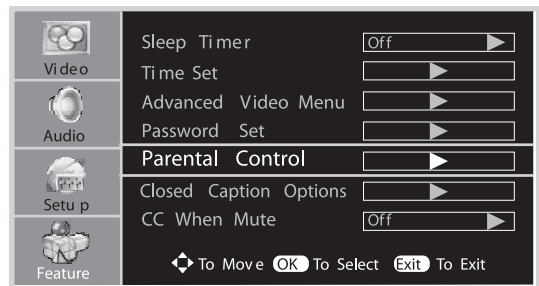 Video
Audio
Setup
Feature
Sleep Timer Off
Time Set
Advanced Video Menu
Password Set
Parental Control
Closed Caption Options
CC When Mute Off
To Move OK To Select Exit To Exit